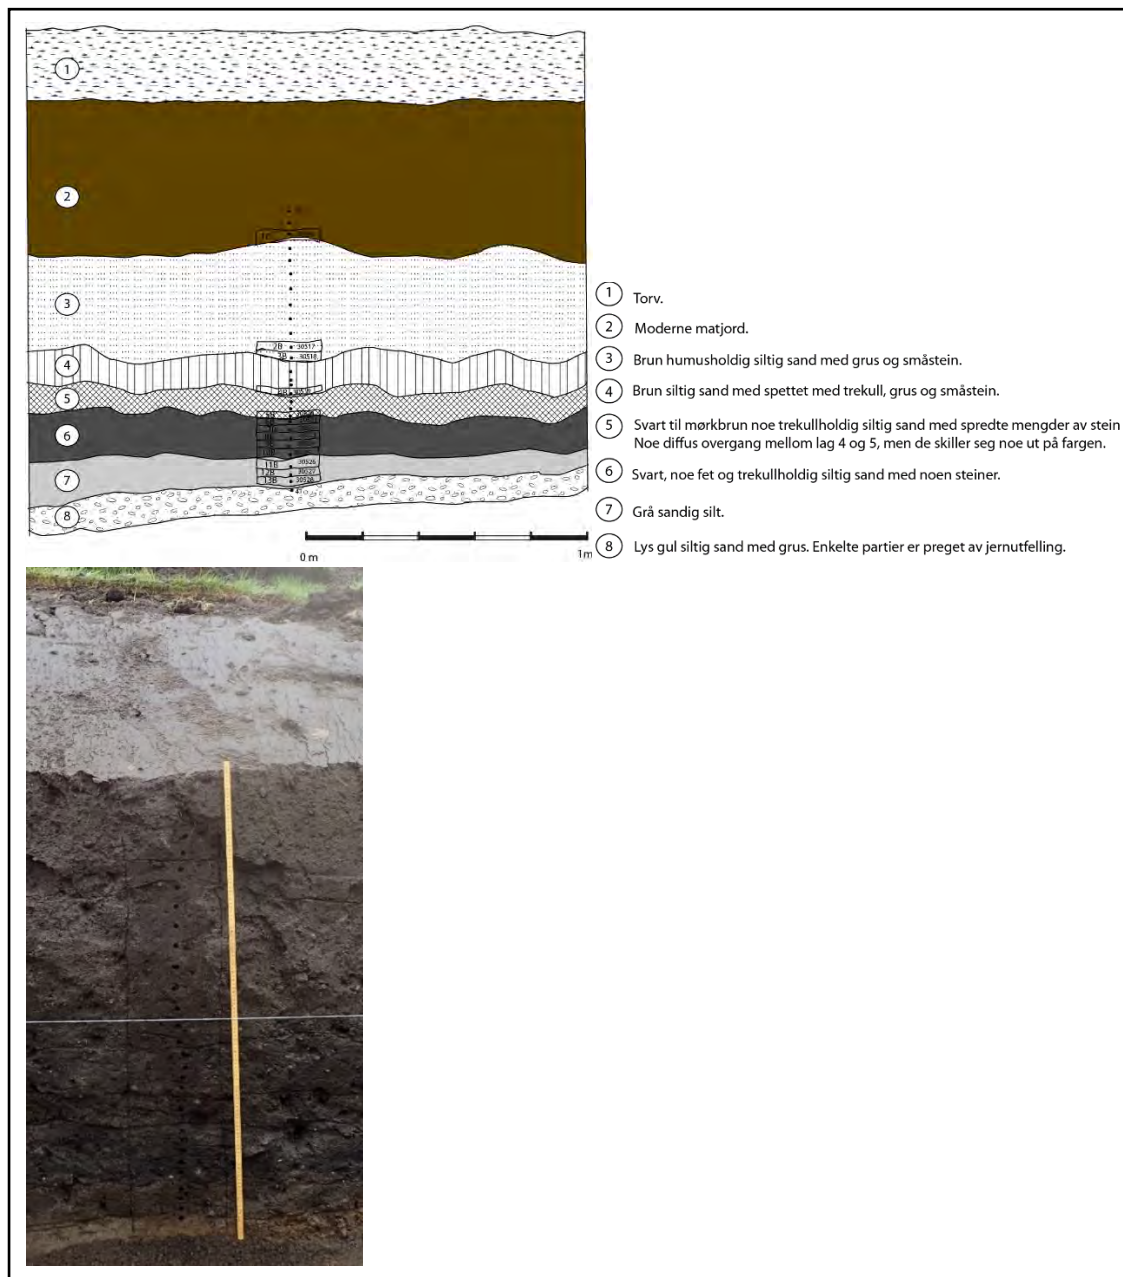 1
2
3
4
5
6
7
8
2B 30517
3B 30518
11B 30526
12B 30527
13B 30528
0 m 1m
1 Torv.
2 Moderne matjord.
3 Brun humusholdig siltig sand med grus og småstein.
4 Brun siltig sand med spettet med trekull, grus og småstein.
5 Svart til mørkbrun noe trekullholdig siltig sand med spredte mengder av stein
Noe diffus overgang mellom lag 4 og 5, men de skiller seg noe ut på fargen.
6 Svart, noe fet og trekullholdig siltig sand med noen steiner.
7 Grå sandig silt.
8 Lys gul siltig sand med grus. Enkelte partier er preget av jernutfelling.